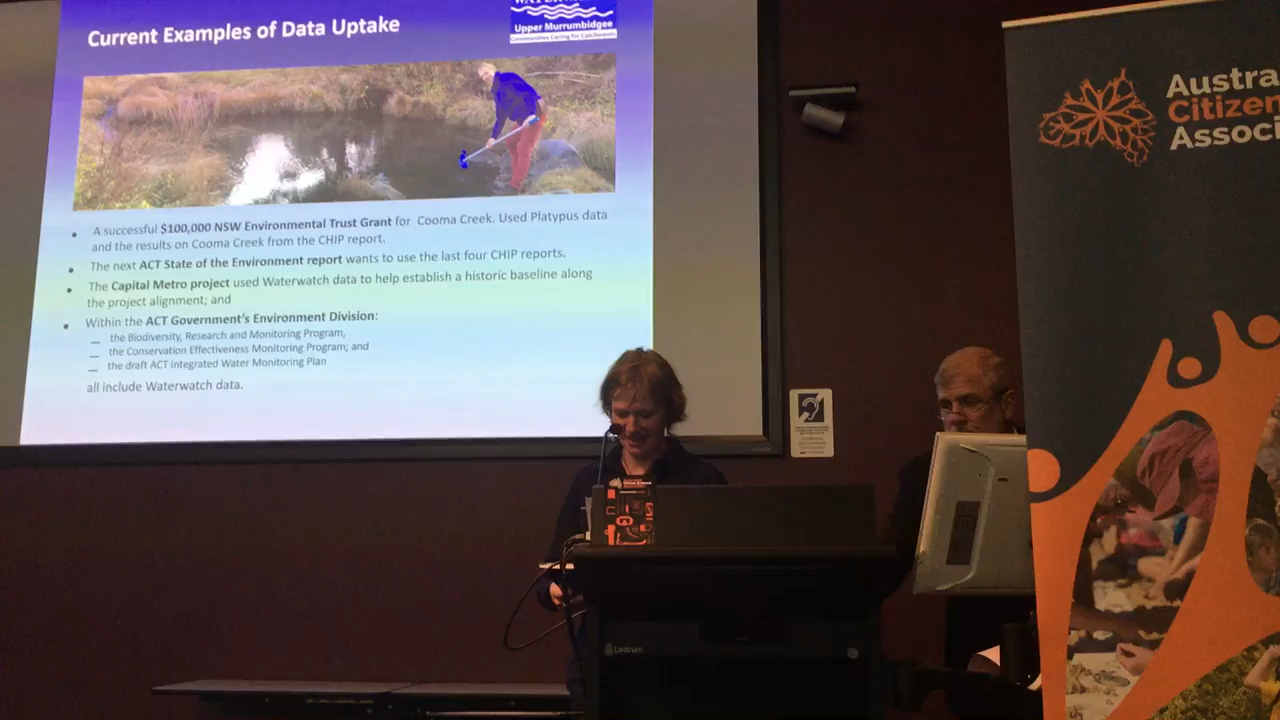 Current Examples of Data Uptake
Upper Murrumbidgee
Communities Caring for Catchments
A successful $100,000 NSW Environmental Trust Grant for Cooma Creek. Used Platypus data
and the results on Cooma Creek from the CHIP report.
The next ACT State of the Environment report wants to use the last four CHIP reports.
The Capital Metro project used Waterwatch data to help establish a historic baseline along
the project alignment; and
Within the ACT Government's Environment Division:
the Biodiversity, Research and Monitoring Program,
the Conservation Effectiveness Monitoring Program; and
the draft ACT integrated Water Monitoring Plan
all include Waterwatch data.
Austra
Citizen
Associ
Lectrum